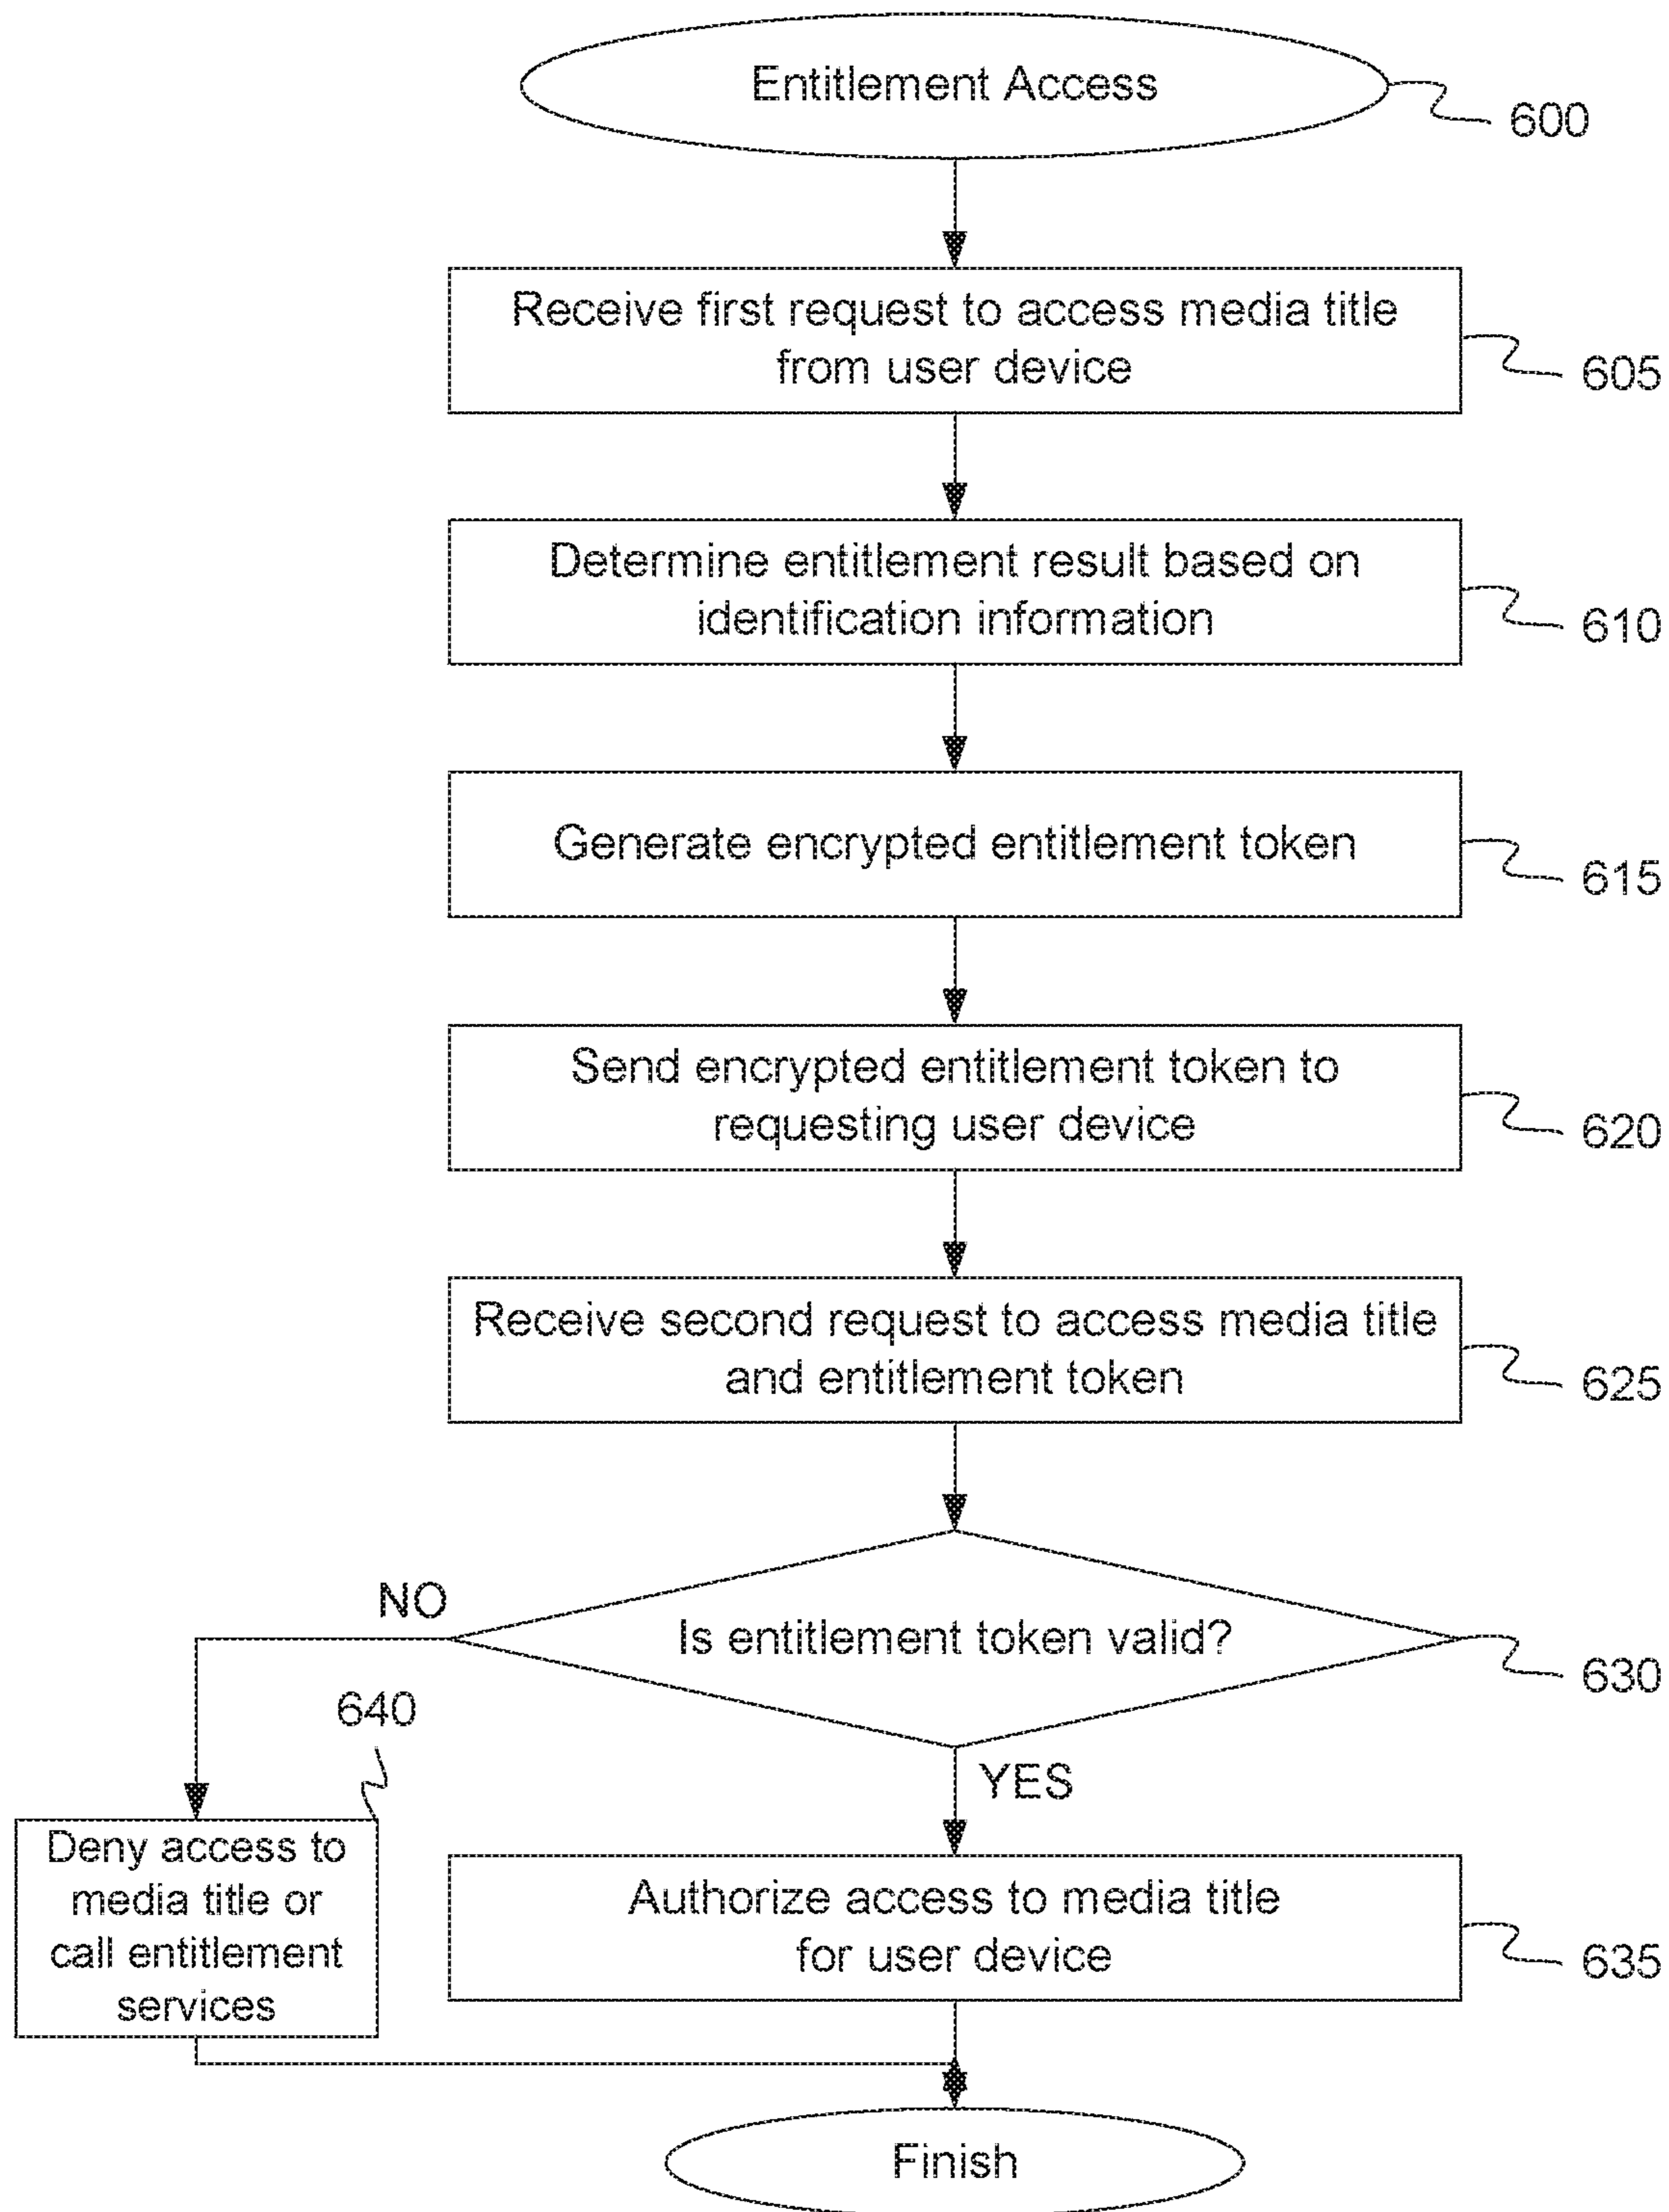 Entitlement Access
600
Receive first request to access media title
from user device
605
Determine entitlement result based on
identification information
610
Generate encrypted entitlement token
615
Send encrypted entitlement token to
requesting user device
620
Receive second request to access media title
and entitlement token
625
NO
Is entitlement token valid?
630
640
YES
Deny access to
media title or
call entitlement
services
Authorize access to media title
for user device
635
Finish